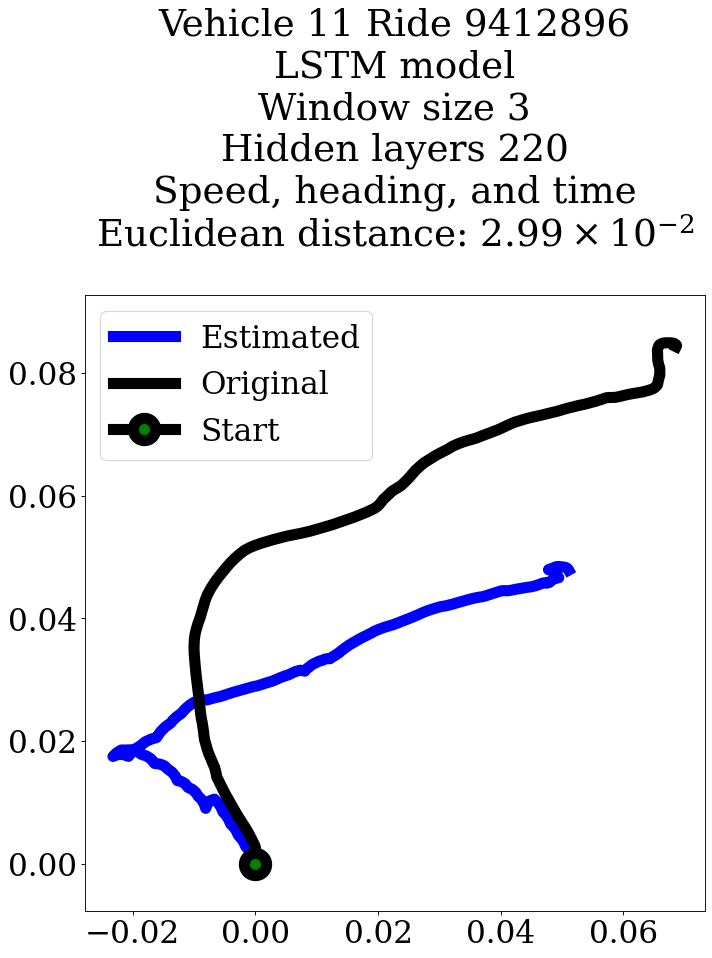 Vehicle 11 Ride 9412896
LSTM model
Window size 3
Hidden layers 220
Speed, heading, and time
Euclidean distance: 2.99 × 10⁻²
Estimated
Original
Start
0.08
0.06
0.04
0.02
0.00
−0.02 0.00 0.02 0.04 0.06